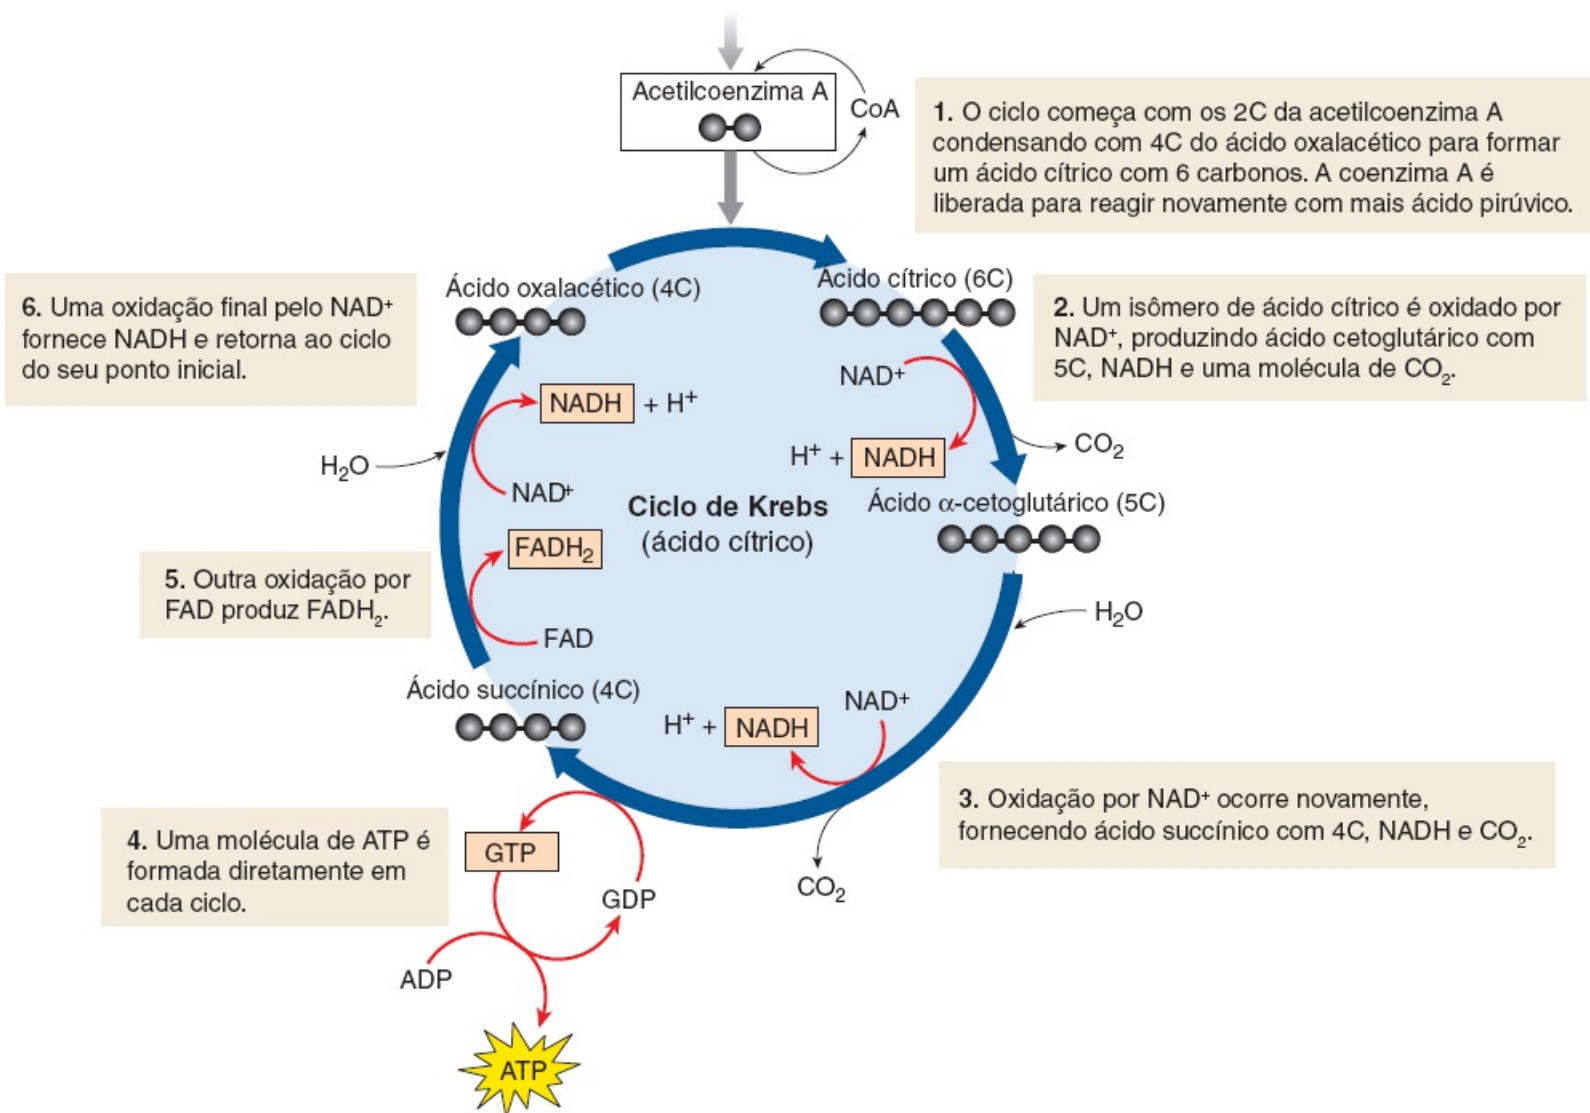 Acetilcoenzima A
CoA
1. O ciclo começa com os 2C da acetilcoenzima A
condensando com 4C do ácido oxalacético para formar
um ácido cítrico com 6 carbonos. A coenzima A é
liberada para reagir novamente com mais ácido pirúvico.
Ácido oxalacético (4C)
Ácido cítrico (6C)
6. Uma oxidação final pelo NAD⁺
fornece NADH e retorna ao ciclo
do seu ponto inicial.
2. Um isômero de ácido cítrico é oxidado por
NAD⁺, produzindo ácido cetoglutárico com
5C, NADH e uma molécula de CO₂.
NAD⁺
NADH + H⁺
H⁺ + NADH
CO₂
H₂O
NAD⁺
Ciclo de Krebs
(ácido cítrico)
Ácido α-cetoglutárico (5C)
FADH₂
5. Outra oxidação por
FAD produz FADH₂.
FAD
H₂O
Ácido succínico (4C)
NAD⁺
H⁺ + NADH
3. Oxidação por NAD⁺ ocorre novamente,
fornecendo ácido succínico com 4C, NADH e CO₂.
4. Uma molécula de ATP é
formada diretamente em
cada ciclo.
GTP
GDP
CO₂
ADP
ATP